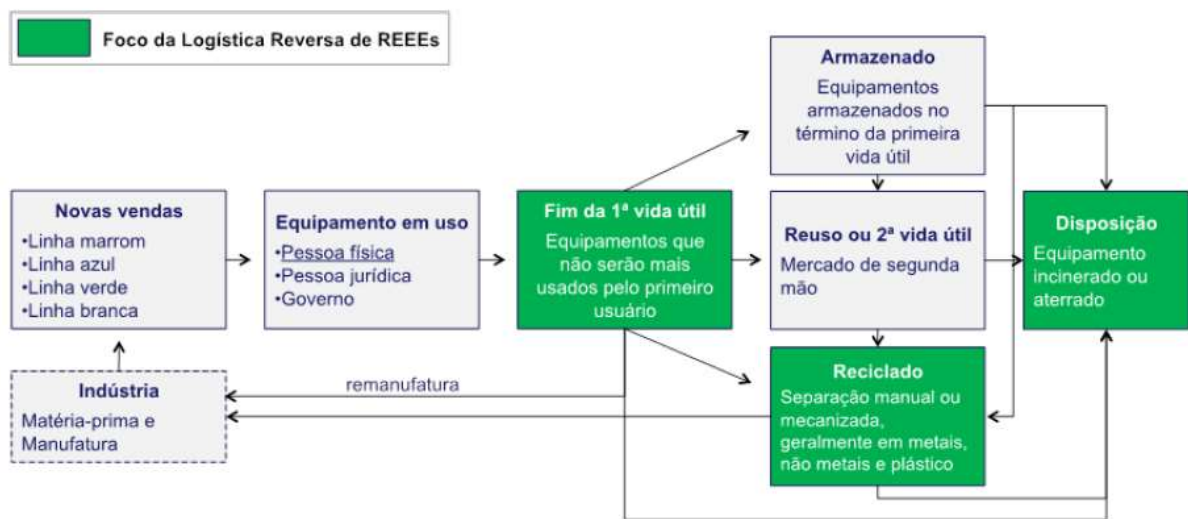 Foco da Logística Reversa de REEEs
Armazenado
Equipamentos
armazenados no
término da primeira
vida útil
Novas vendas
•Linha marrom
•Linha azul
•Linha verde
•Linha branca
Equipamento em uso
•Pessoa física
•Pessoa jurídica
•Governo
Fim da 1ª vida útil
Equipamentos que
não serão mais
usados pelo primeiro
usuário
Reuso ou 2ª vida útil
Mercado de segunda
mão
Disposição
Equipamento
incinerado ou
aterrado
Indústria
Matéria-prima e
Manufatura
remanufatura
Reciclado
Separação manual ou
mecanizada,
geralmente em metais,
não metais e plástico